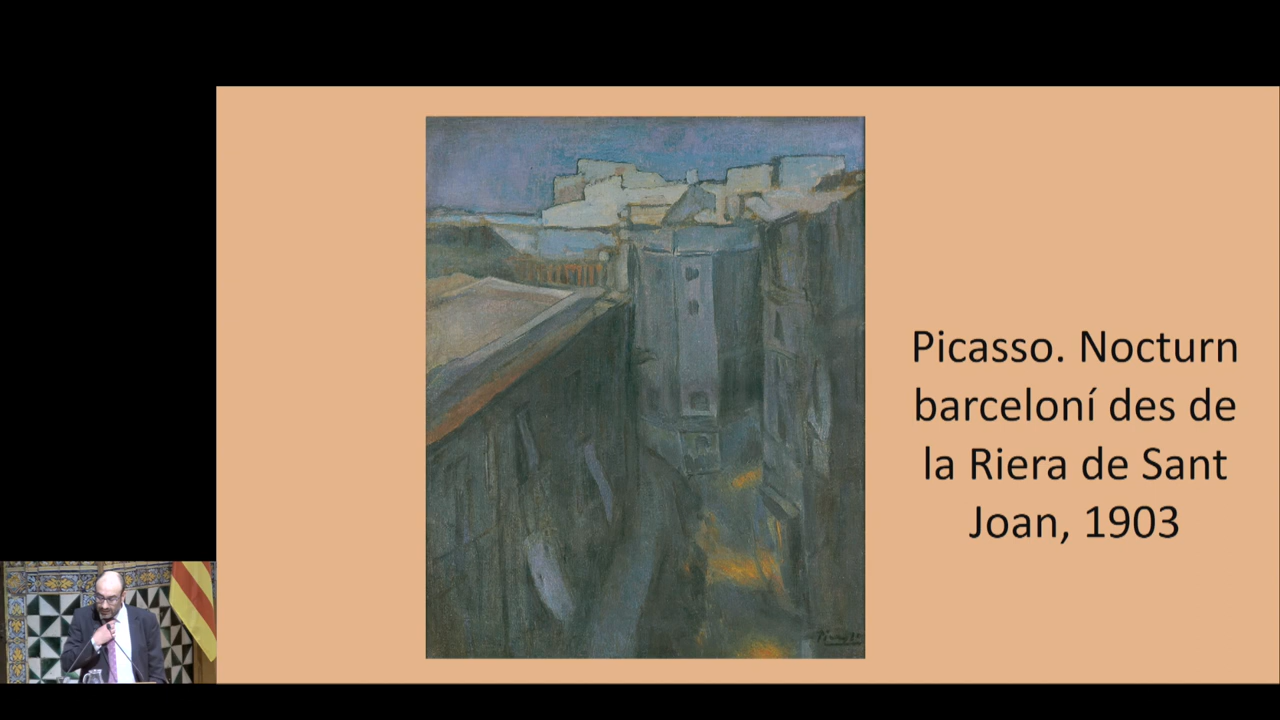 Picasso. Nocturn
barceloní des de
la Riera de Sant
Joan, 1903